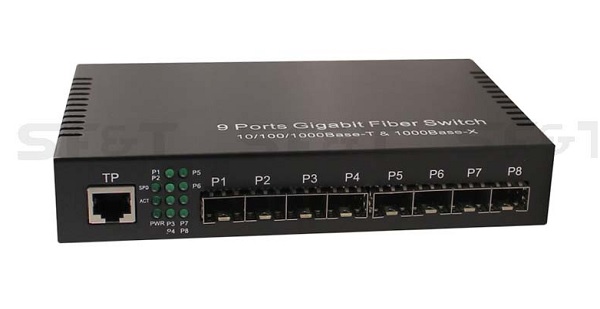 9 Ports Gigabit Fiber Switch
10/100/1000Base-T & 1000Base-X
TP
P1 P5
P2 P6
SPD
ACT
PWR P3 P7
P4 P8
P1 P2 P3 P4 P5 P6 P7 P8
SF&T